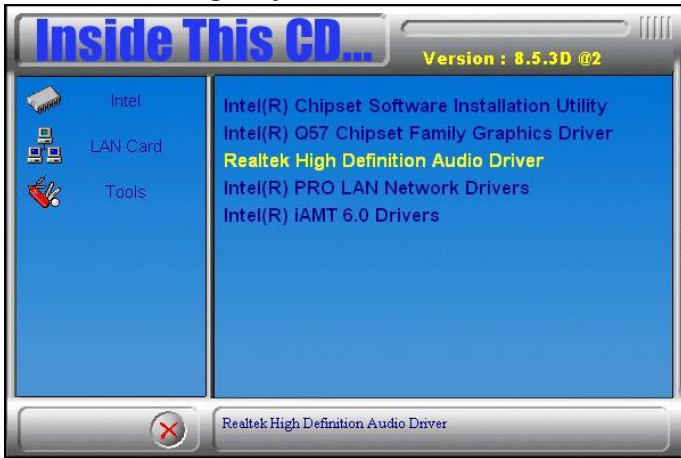 Inside This CD...
Version : 8.5.3D @2
Intel
LAN Card
Tools
Intel(R) Chipset Software Installation Utility
Intel(R) Q57 Chipset Family Graphics Driver
Realtek High Definition Audio Driver
Intel(R) PRO LAN Network Drivers
Intel(R) iAMT 6.0 Drivers
Realtek High Definition Audio Driver